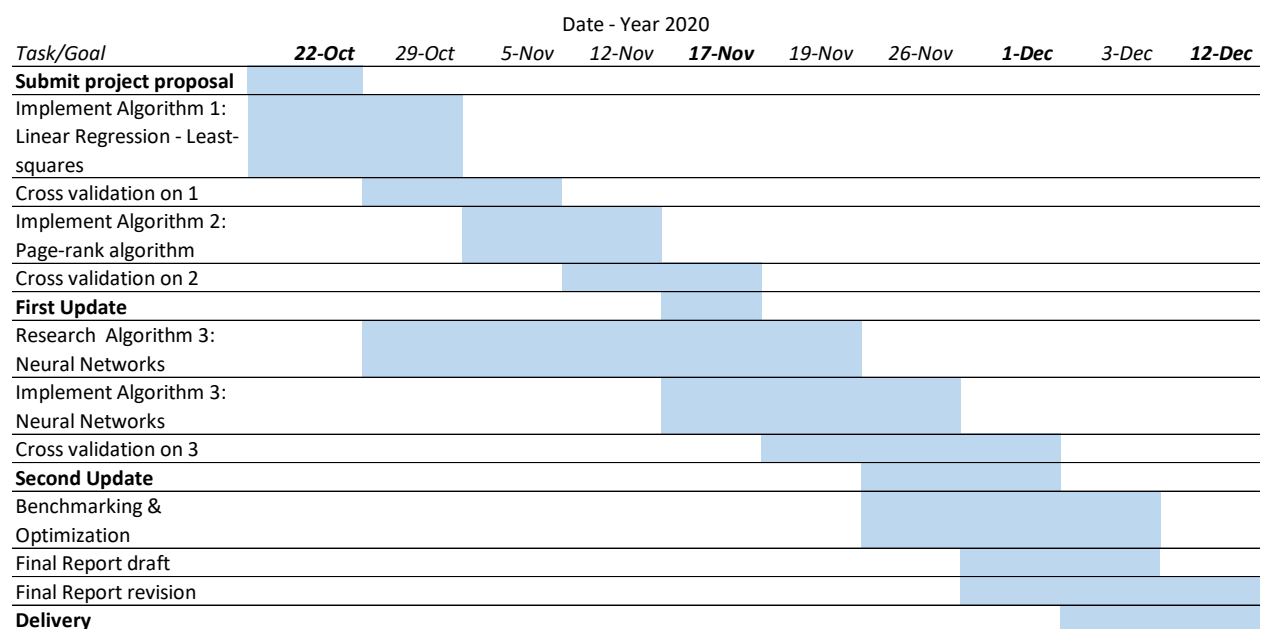 Date - Year 2020
Task/Goal 22-Oct 29-Oct 5-Nov 12-Nov 17-Nov 19-Nov 26-Nov 1-Dec 3-Dec 12-Dec
Submit project proposal
Implement Algorithm 1:
Linear Regression - Least-
squares
Cross validation on 1
Implement Algorithm 2:
Page-rank algorithm
Cross validation on 2
First Update
Research  Algorithm 3:
Neural Networks
Implement Algorithm 3:
Neural Networks
Cross validation on 3
Second Update
Benchmarking &
Optimization
Final Report draft
Final Report revision
Delivery